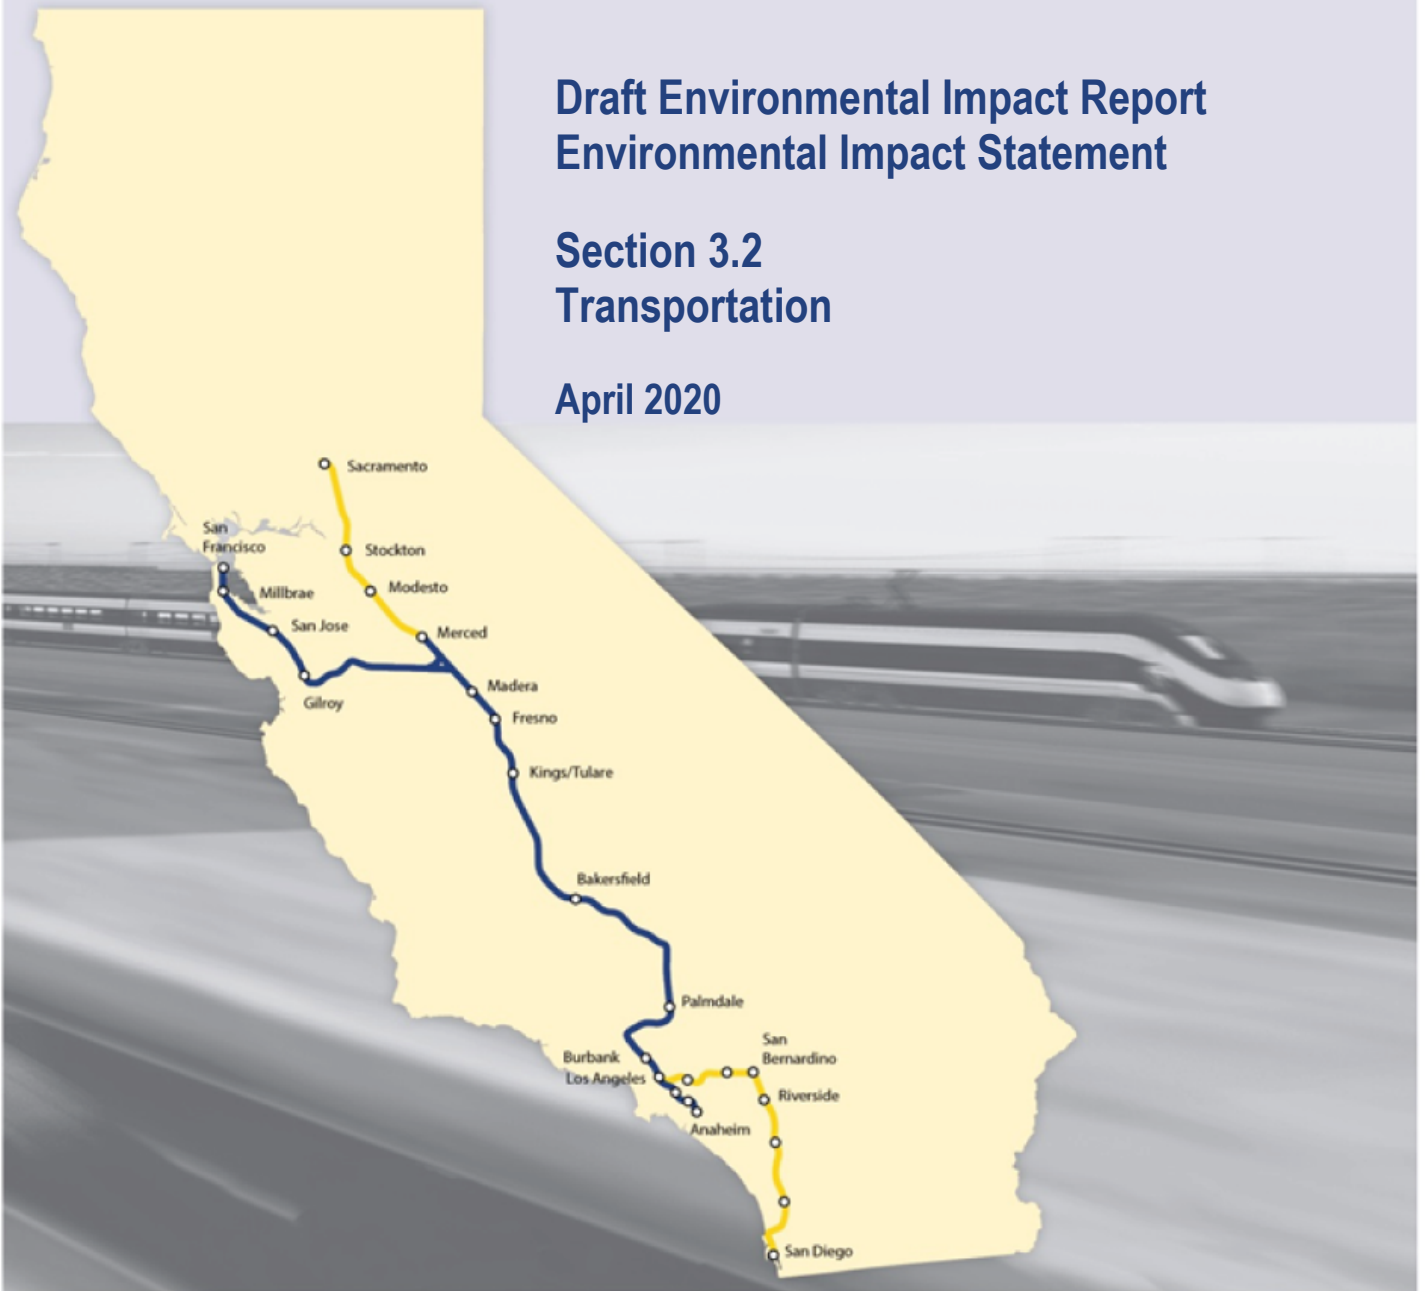 Draft Environmental Impact Report
Environmental Impact Statement
Section 3.2
Transportation
April 2020
Sacramento
San
Francisco
Stockton
Millbrae
Modesto
San Jose
Merced
Gilroy
Madera
Fresno
Kings/Tulare
Bakersfield
Palmdale
San
Bernardino
Burbank
Los Angeles
Riverside
Anaheim
San Diego